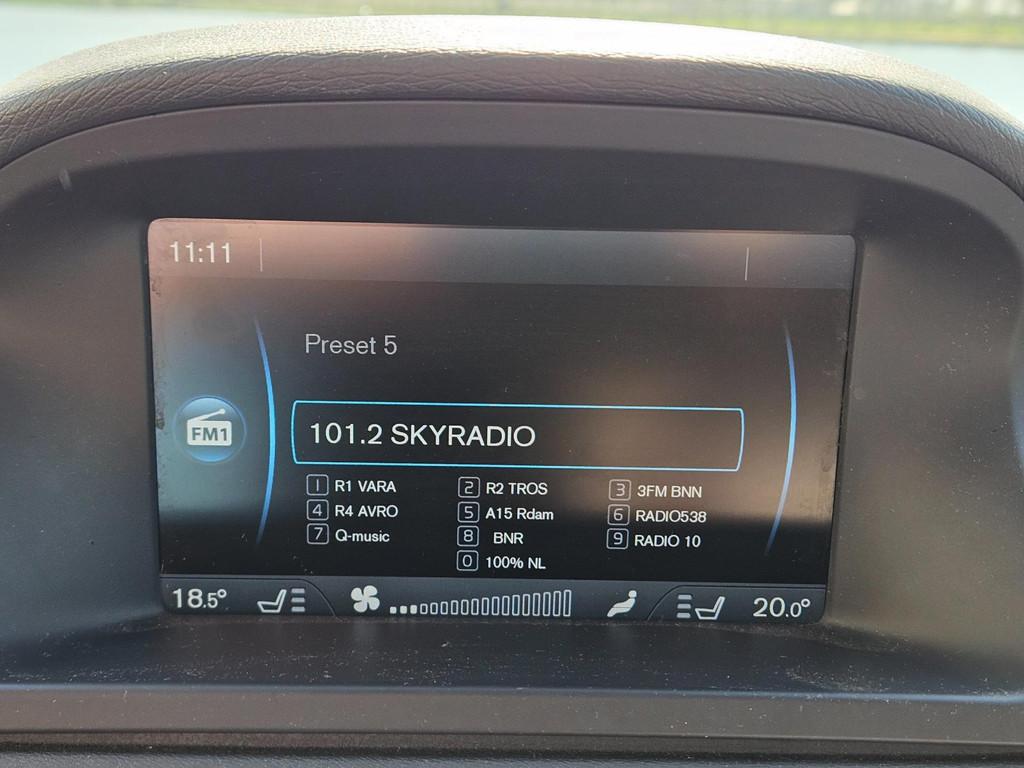 11:11
Preset 5
FM1
101.2 SKYRADIO
1 R1 VARA 2 R2 TROS 3 3FM BNN
4 R4 AVRO 5 A15 Rdam 6 RADIO538
7 Q-music 8 BNR 9 RADIO 10
0 100% NL
18.5° 20.0°